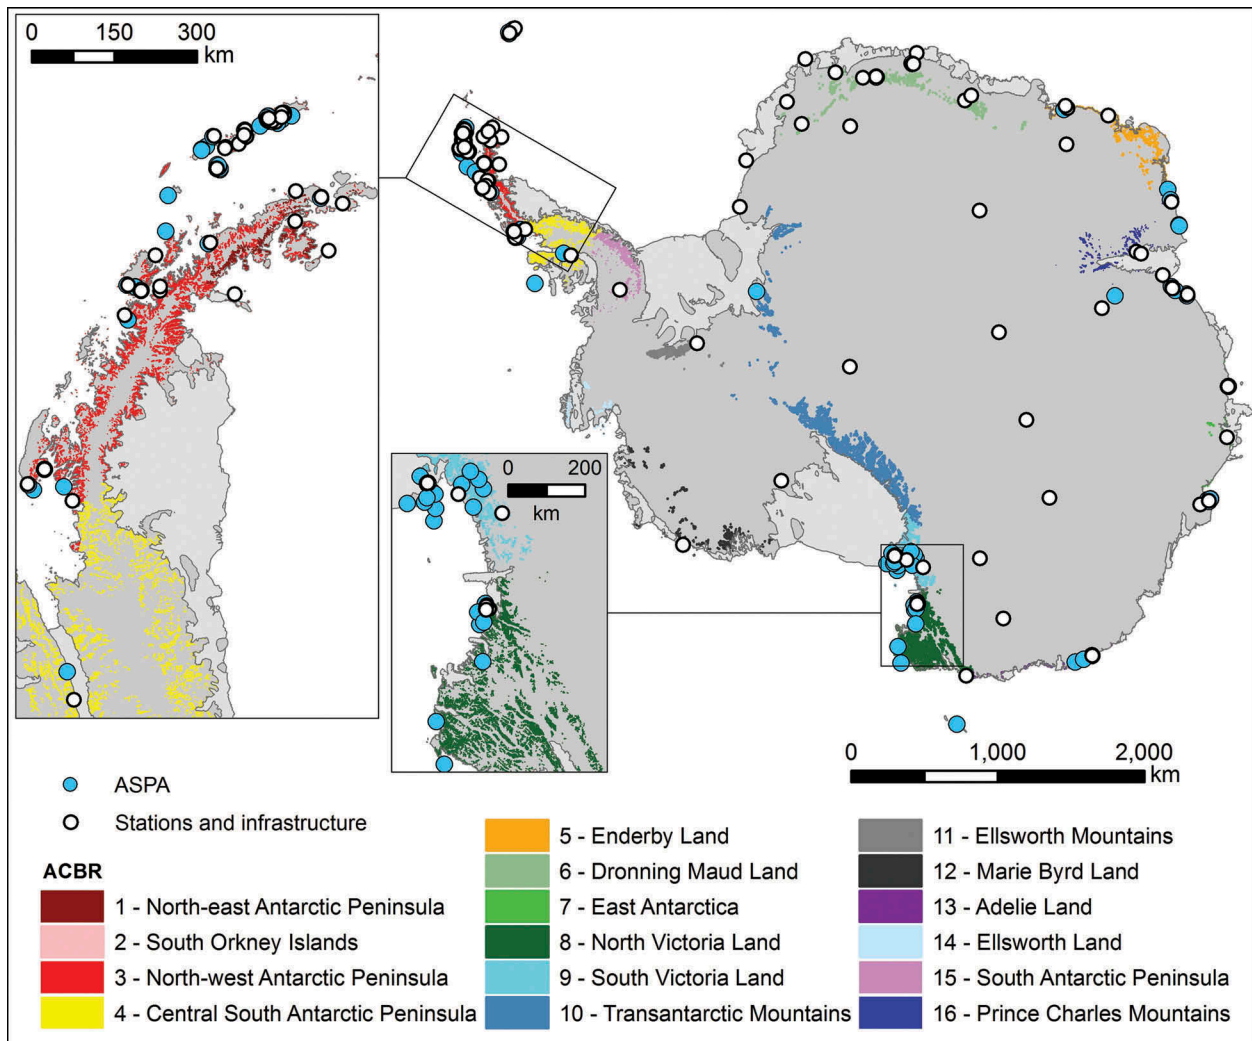 0 150 300
km
0 200
km
0 1,000 2,000
km
ASPA
Stations and infrastructure
ACBR
1 - North-east Antarctic Peninsula
2 - South Orkney Islands
3 - North-west Antarctic Peninsula
4 - Central South Antarctic Peninsula
5 - Enderby Land
6 - Dronning Maud Land
7 - East Antarctica
8 - North Victoria Land
9 - South Victoria Land
10 - Transantarctic Mountains
11 - Ellsworth Mountains
12 - Marie Byrd Land
13 - Adelie Land
14 - Ellsworth Land
15 - South Antarctic Peninsula
16 - Prince Charles Mountains